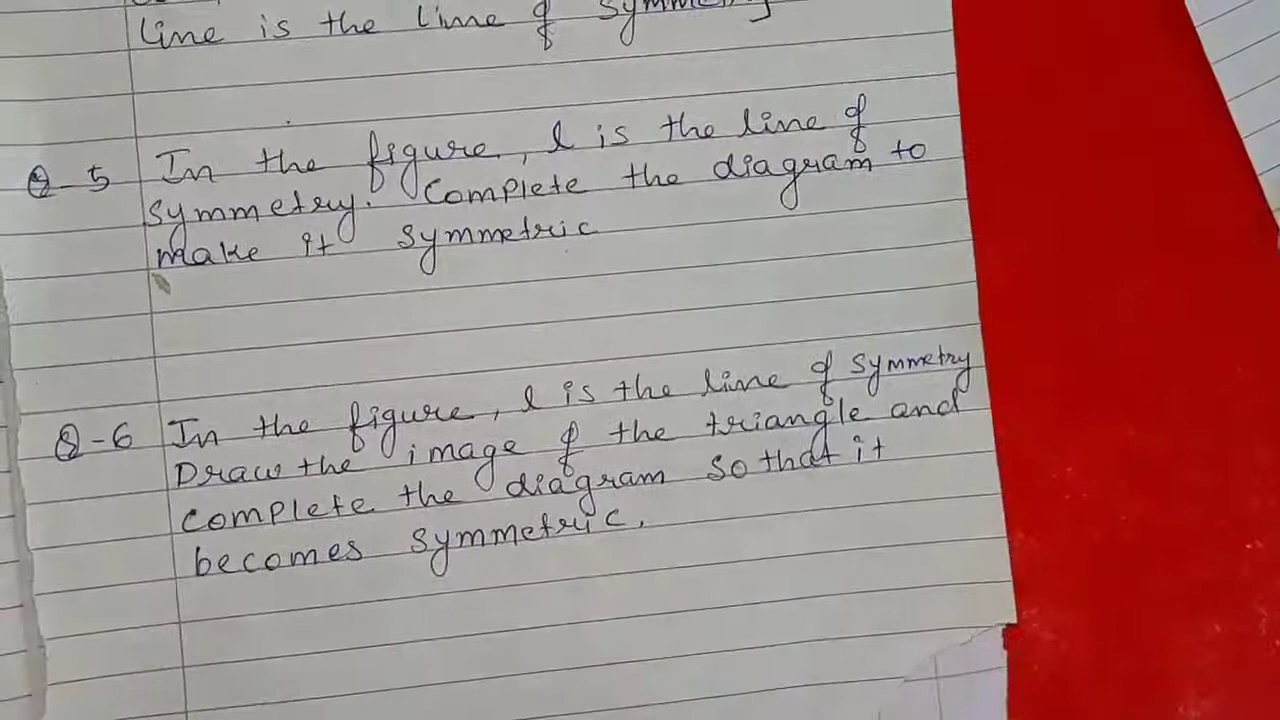 line is the line of symmetry
Q-5 In the figure, l is the line of
symmetry. Complete the diagram to
make it symmetric
Q-6 In the figure, l is the line of symmetry
Draw the image of the triangle and
complete the diagram so that it
becomes symmetric.